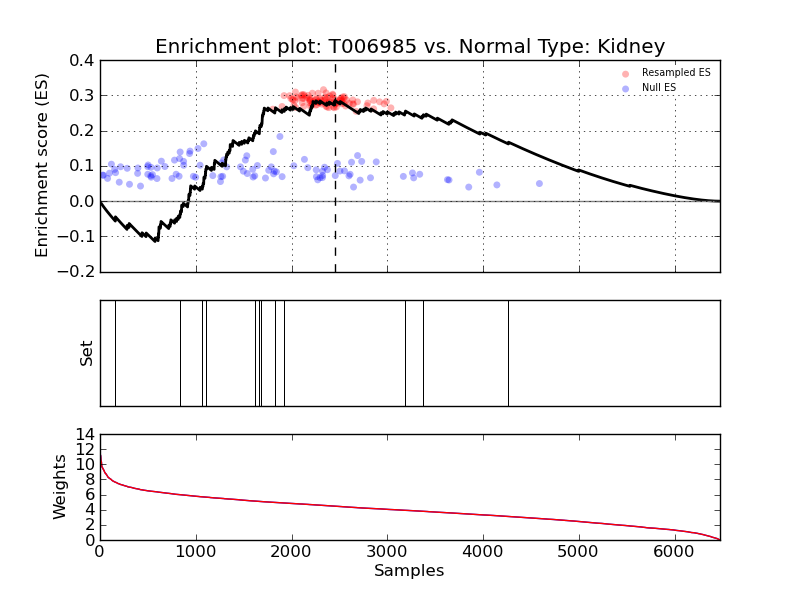 Enrichment plot: T006985 vs. Normal Type: Kidney
0.4
0.3
0.2
0.1
0.0
−0.1
−0.2
Enrichment score (ES)
Resampled ES
Null ES
Set
14
12
10
8
6
4
2
0
Weights
0 1000 2000 3000 4000 5000 6000
Samples